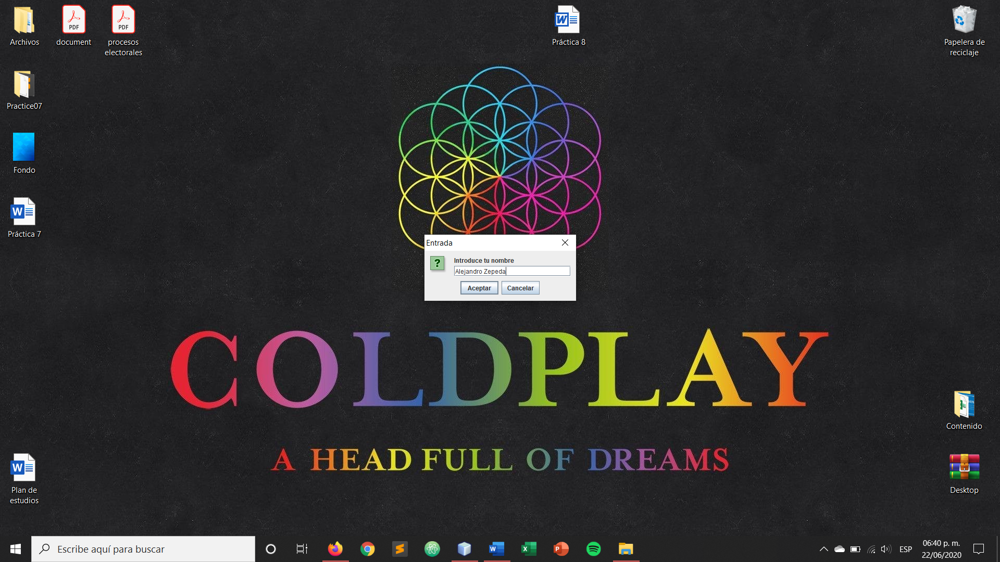 Archivos
document
procesos
electorales
Práctica 8
Papelera de
reciclaje
Practice07
Fondo
Práctica 7
Entrada
Introduce tu nombre
Alejandro Zepeda
Aceptar
Cancelar
COLDPLAY
A HEAD FULL OF DREAMS
Contenido
Desktop
Plan de
estudios
Escribe aquí para buscar
ESP
06:40 p. m.
22/06/2020